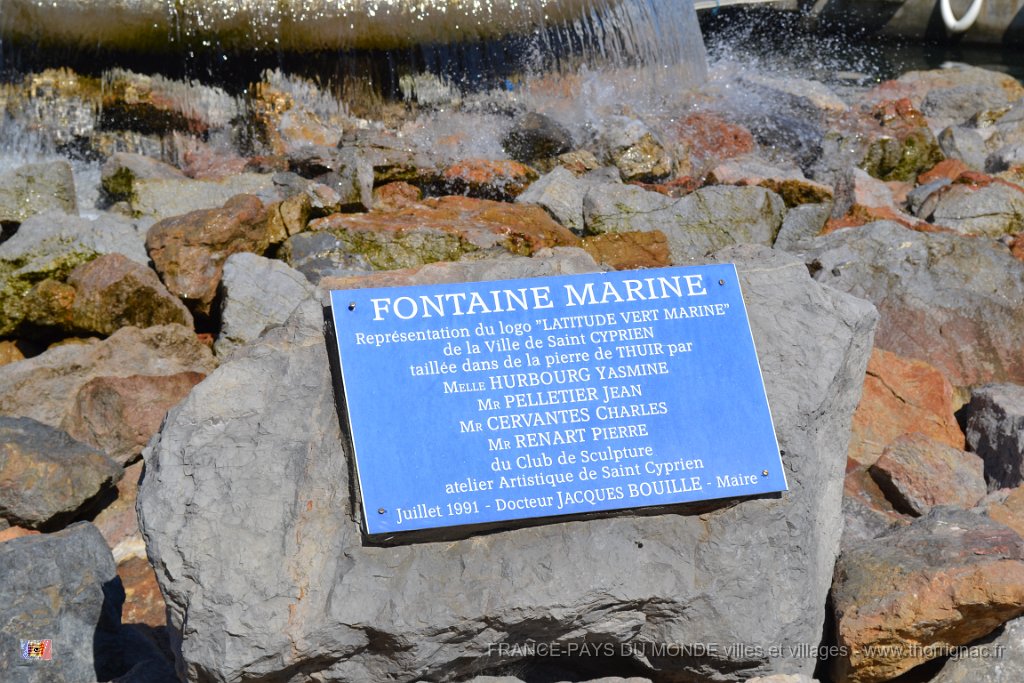 FONTAINE MARINE
Représentation du logo "LATITUDE VERT MARINE"
de la Ville de Saint CYPRIEN
taillée dans de la pierre de THUIR par
MELLE HURBOURG YASMINE
MR PELLETIER JEAN
MR CERVANTES CHARLES
MR RENART PIERRE
du Club de Sculpture
atelier Artistique de Saint Cyprien
Juillet 1991 - Docteur JACQUES BOUILLE - Maire
FRANCE-PAYS DU MONDE villes et villages - www.thorrignac.fr